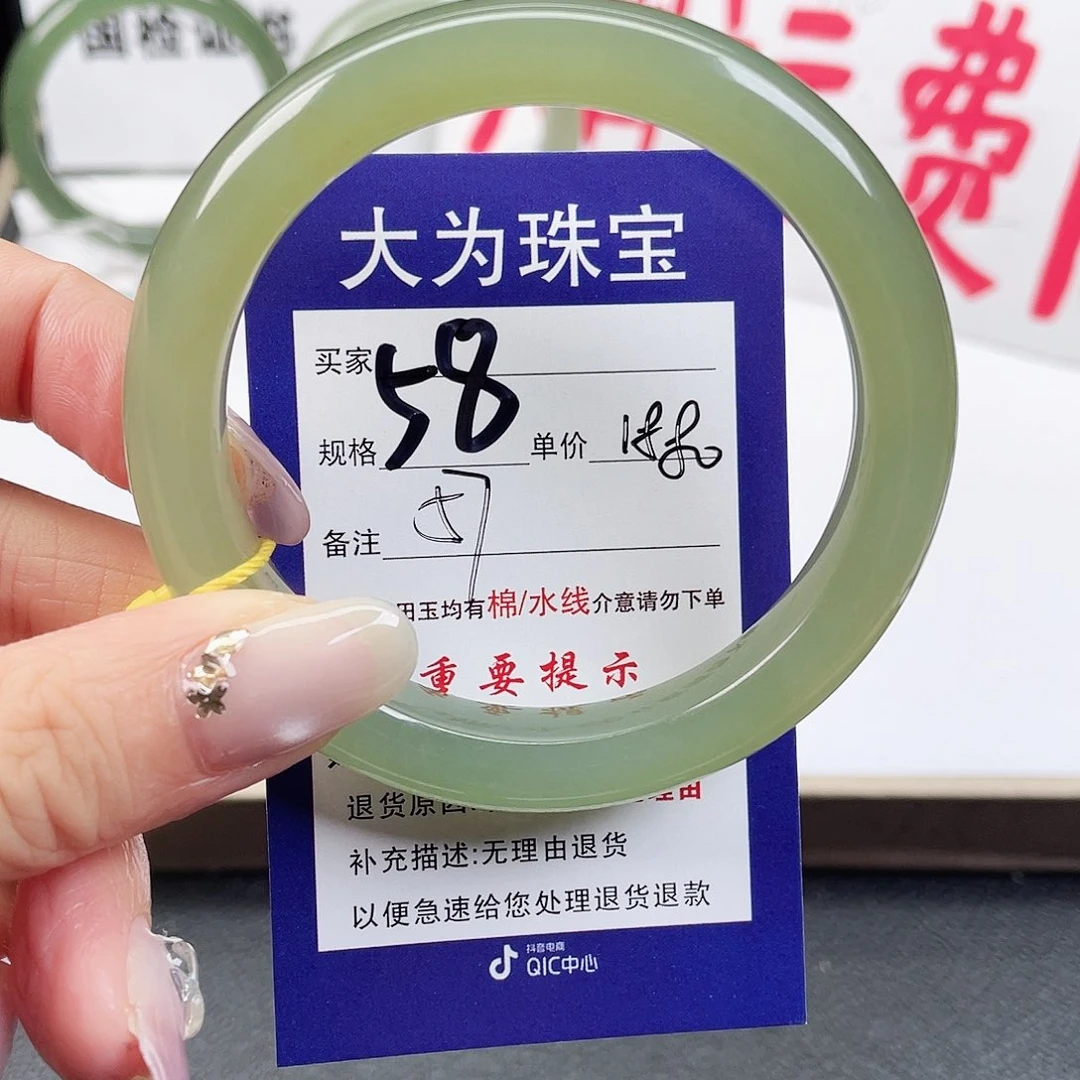 国检证书
费
大为珠宝
买家
规格 58 单价
备注
田玉均有棉/水线介意请勿下单
重要提示
退货原因: 理由
补充描述:无理由退货
以便急速给您处理退货退款
抖音电商
QIC中心